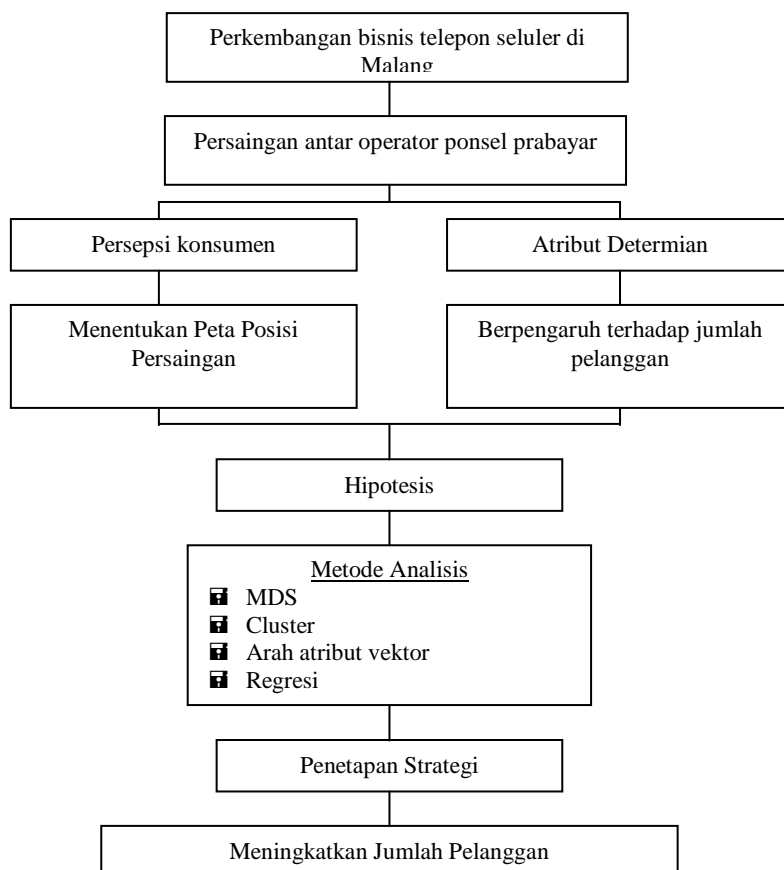 Perkembangan bisnis telepon seluler di
Malang
Persaingan antar operator ponsel prabayar
Persepsi konsumen
Atribut Determian
Menentukan Peta Posisi
Persaingan
Berpengaruh terhadap jumlah
pelanggan
Hipotesis
Metode Analisis
MDS
Cluster
Arah atribut vektor
Regresi
Penetapan Strategi
Meningkatkan Jumlah Pelanggan